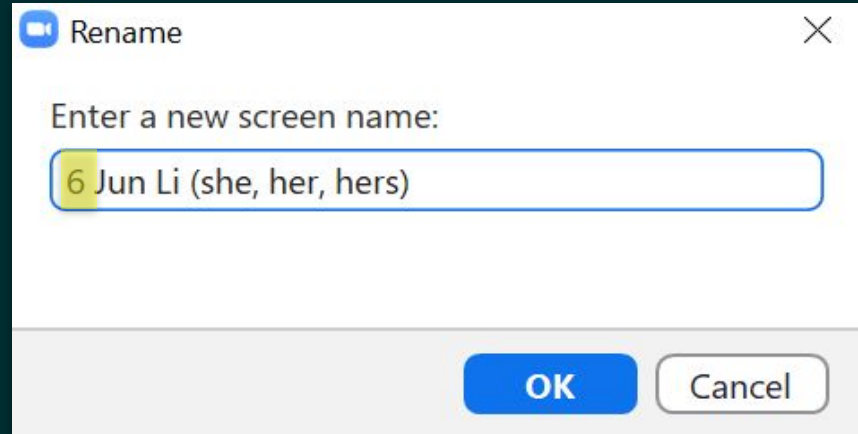 Rename
Enter a new screen name:
6 Jun Li (she, her, hers)
OK
Cancel